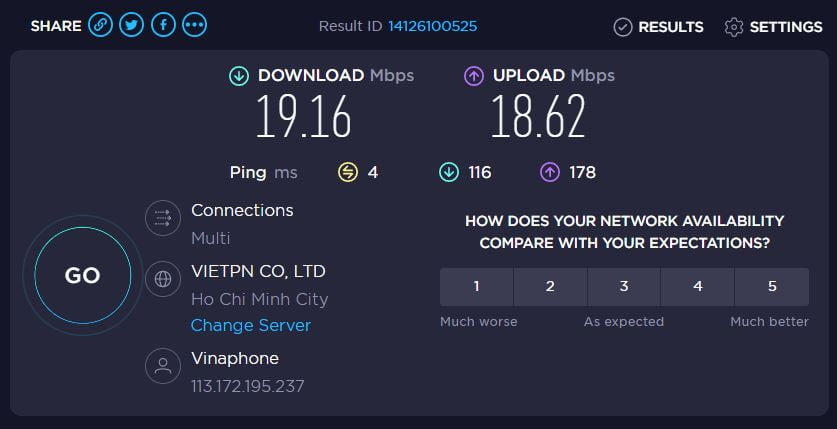 SHARE
Result ID 14126100525
RESULTS
SETTINGS
DOWNLOAD Mbps
19.16
UPLOAD Mbps
18.62
Ping ms 4 116 178
Connections
Multi
VIETPN CO, LTD
Ho Chi Minh City
Change Server
Vinaphone
113.172.195.237
GO
HOW DOES YOUR NETWORK AVAILABILITY
COMPARE WITH YOUR EXPECTATIONS?
1 2 3 4 5
Much worse As expected Much better